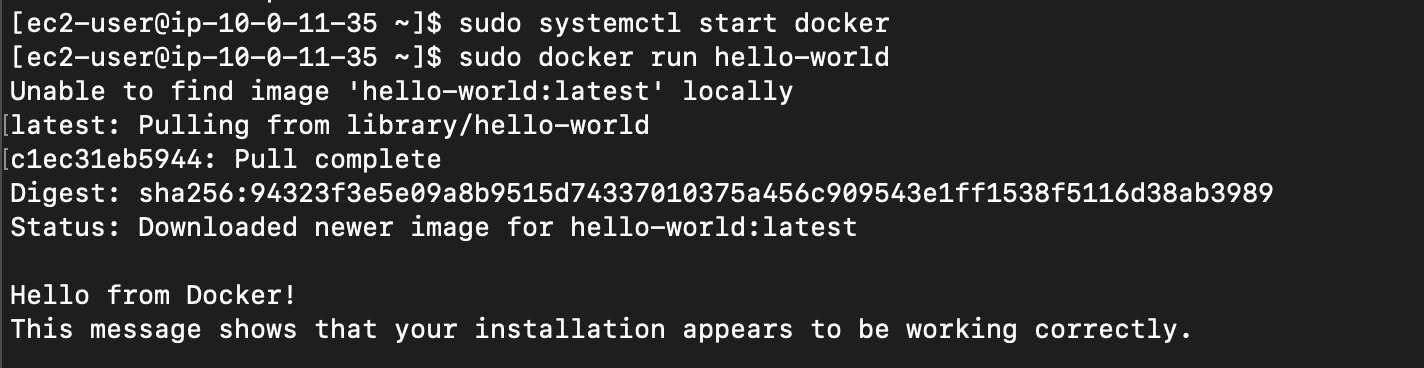 [ec2-user@ip-10-0-11-35 ~]$ sudo systemctl start docker
[ec2-user@ip-10-0-11-35 ~]$ sudo docker run hello-world
Unable to find image 'hello-world:latest' locally
[latest: Pulling from library/hello-world
[c1ec31eb5944: Pull complete
Digest: sha256:94323f3e5e09a8b9515d74337010375a456c909543e1ff1538f5116d38ab3989
Status: Downloaded newer image for hello-world:latest
Hello from Docker!
This message shows that your installation appears to be working correctly.